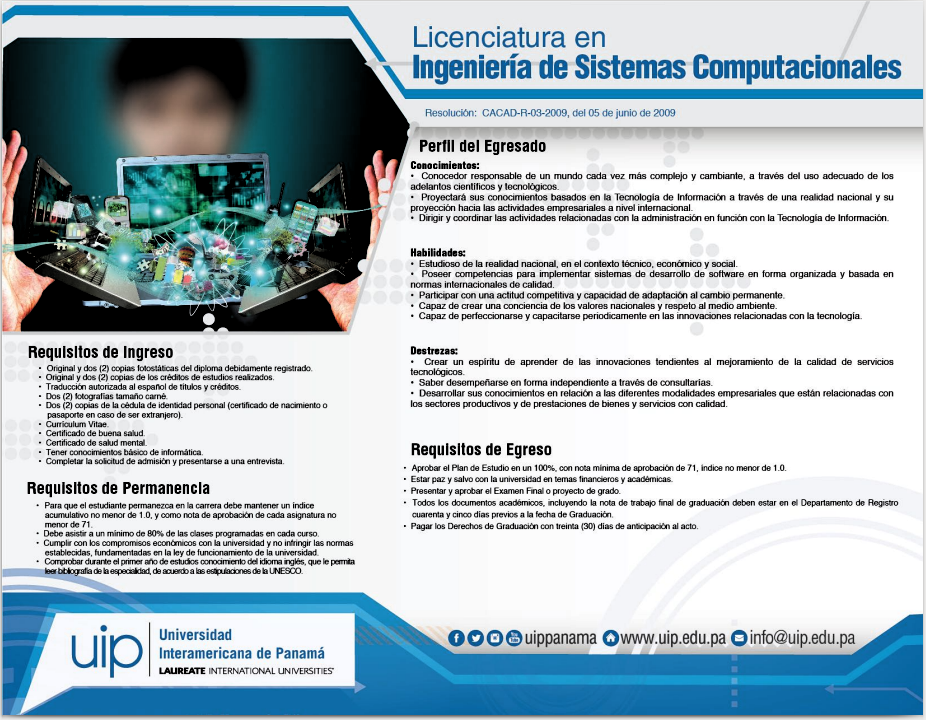 Licenciatura en
Ingeniería de Sistemas Computacionales
Resolución: CACAD-R-03-2009, del 05 de junio de 2009
Perfil del Egresado
Conocimientos:
• Conocedor responsable de un mundo cada vez más complejo y cambiante, a través del uso adecuado de los
adelantos científicos y tecnológicos.
• Proyectará sus conocimientos basados en la Tecnología de Información a través de una realidad nacional y su
proyección hacia las actividades empresariales a nivel internacional.
• Dirigir y coordinar las actividades relacionadas con la administración en función con la Tecnología de Información.
Habilidades:
• Estudioso de la realidad nacional, en el contexto técnico, económico y social.
• Poseer competencias para implementar sistemas de desarrollo de software en forma organizada y basada en
normas internacionales de calidad.
• Participar con una actitud competitiva y capacidad de adaptación al cambio permanente.
• Capaz de crear una conciencia de los valores nacionales y respeto al medio ambiente.
• Capaz de perfeccionarse y capacitarse periodicamente en las innovaciones relacionadas con la tecnología.
Destrezas:
• Crear un espíritu de aprender de las innovaciones tendientes al mejoramiento de la calidad de servicios
tecnológicos.
• Saber desempeñarse en forma independiente a través de consultarías.
• Desarrollar sus conocimientos en relación a las diferentes modalidades empresariales que están relacionadas con
los sectores productivos y de prestaciones de bienes y servicios con calidad.
Requisitos de Ingreso
• Original y dos (2) copias fotostáticas del diploma debidamente registrado.
• Original y dos (2) copias de los créditos de estudios realizados.
• Traducción autorizada al español de títulos y créditos.
• Dos (2) fotografías tamaño carné.
• Dos (2) copias de la cédula de identidad personal (certificado de nacimiento o
pasaporte en caso de ser extranjero).
• Currículum Vitae.
• Certificado de buena salud.
• Certificado de salud mental.
• Tener conocimientos básico de informática.
• Completar la solicitud de admisión y presentarse a una entrevista.
Requisitos de Permanencia
• Para que el estudiante permanezca en la carrera debe mantener un índice
acumulativo no menor de 1.0, y como nota de aprobación de cada asignatura no
menor de 71.
• Debe asistir a un mínimo de 80% de las clases programadas en cada curso.
• Cumplir con los compromisos económicos con la universidad y no infringir las normas
establecidas, fundamentadas en la ley de funcionamiento de la universidad.
• Comprobar durante el primer año de estudios conocimiento del idioma inglés, que le permita
leer bibliografía de la especialidad, de acuerdo a las estipulaciones de la UNESCO.
Requisitos de Egreso
• Aprobar el Plan de Estudio en un 100%, con nota mínima de aprobación de 71, índice no menor de 1.0.
• Estar paz y salvo con la universidad en temas financieros y académicas.
• Presentar y aprobar el Examen Final o proyecto de grado.
• Todos los documentos académicos, incluyendo la nota de trabajo final de graduación deben estar en el Departamento de Registro
cuarenta y cinco días previos a la fecha de Graduación.
• Pagar los Derechos de Graduación con treinta (30) días de anticipación al acto.
uip
Universidad
Interamericana de Panamá
LAUREATE INTERNATIONAL UNIVERSITIES
uippanama www.uip.edu.pa info@uip.edu.pa